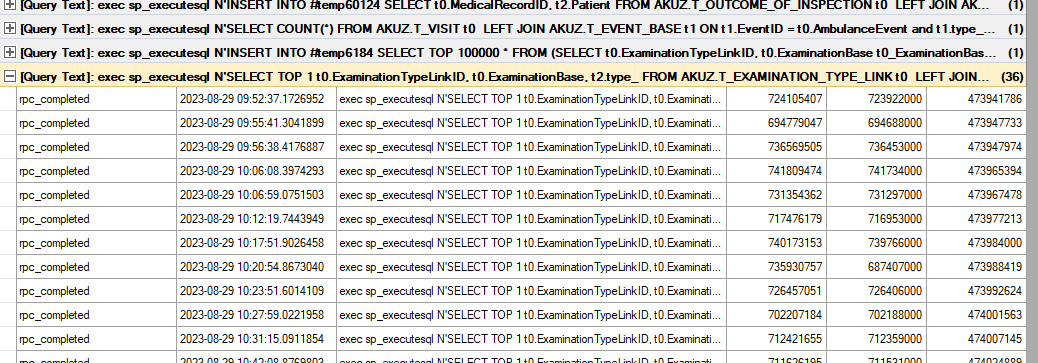 [Query Text]: exec sp_executesql N'INSERT INTO #temp60124 SELECT t0.MedicalRecordID, t2.Patient FROM AKUZ.T_OUTCOME_OF_INSPECTION t0 LEFT JOIN AK... (1)
[Query Text]: exec sp_executesql N'SELECT COUNT(*) FROM AKUZ.T_VISIT t0 LEFT JOIN AKUZ.T_EVENT_BASE t1 ON t1.EventID = t0.AmbulanceEvent and t1.type_... (1)
[Query Text]: exec sp_executesql N'INSERT INTO #temp6184 SELECT TOP 100000 * FROM (SELECT t0.ExaminationTypeLinkID, t0.ExaminationBase t0_ExaminationBas... (1)
[Query Text]: exec sp_executesql N'SELECT TOP 1 t0.ExaminationTypeLinkID, t0.ExaminationBase, t2.type_ FROM AKUZ.T_EXAMINATION_TYPE_LINK t0 LEFT JOIN... (36)
rpc_completed 2023-08-29 09:52:37.1726952 exec sp_executesql N'SELECT TOP 1 t0.ExaminationTypeLinkID, t0.Examinati... 724105407 723922000 473941786
rpc_completed 2023-08-29 09:55:41.3041899 exec sp_executesql N'SELECT TOP 1 t0.ExaminationTypeLinkID, t0.Examinati... 694779047 694688000 473947733
rpc_completed 2023-08-29 09:56:38.4176887 exec sp_executesql N'SELECT TOP 1 t0.ExaminationTypeLinkID, t0.Examinati... 736569505 736453000 473947974
rpc_completed 2023-08-29 10:06:08.3974293 exec sp_executesql N'SELECT TOP 1 t0.ExaminationTypeLinkID, t0.Examinati... 741809474 741734000 473965394
rpc_completed 2023-08-29 10:06:59.0751503 exec sp_executesql N'SELECT TOP 1 t0.ExaminationTypeLinkID, t0.Examinati... 731354362 731297000 473967478
rpc_completed 2023-08-29 10:12:19.7443949 exec sp_executesql N'SELECT TOP 1 t0.ExaminationTypeLinkID, t0.Examinati... 717476179 716953000 473977213
rpc_completed 2023-08-29 10:17:51.9026458 exec sp_executesql N'SELECT TOP 1 t0.ExaminationTypeLinkID, t0.Examinati... 740173153 739766000 473984000
rpc_completed 2023-08-29 10:20:54.8673040 exec sp_executesql N'SELECT TOP 1 t0.ExaminationTypeLinkID, t0.Examinati... 735930757 687407000 473988419
rpc_completed 2023-08-29 10:23:51.6014109 exec sp_executesql N'SELECT TOP 1 t0.ExaminationTypeLinkID, t0.Examinati... 726457051 726406000 473992624
rpc_completed 2023-08-29 10:27:59.0221958 exec sp_executesql N'SELECT TOP 1 t0.ExaminationTypeLinkID, t0.Examinati... 702207184 702188000 474001563
rpc_completed 2023-08-29 10:31:15.0911854 exec sp_executesql N'SELECT TOP 1 t0.ExaminationTypeLinkID, t0.Examinati... 712421655 712359000 474007145
rpc_completed 2023-08-29 exec sp_executesql N'SELECT TOP 1 t0.ExaminationTypeLinkID, t0.Examinati...